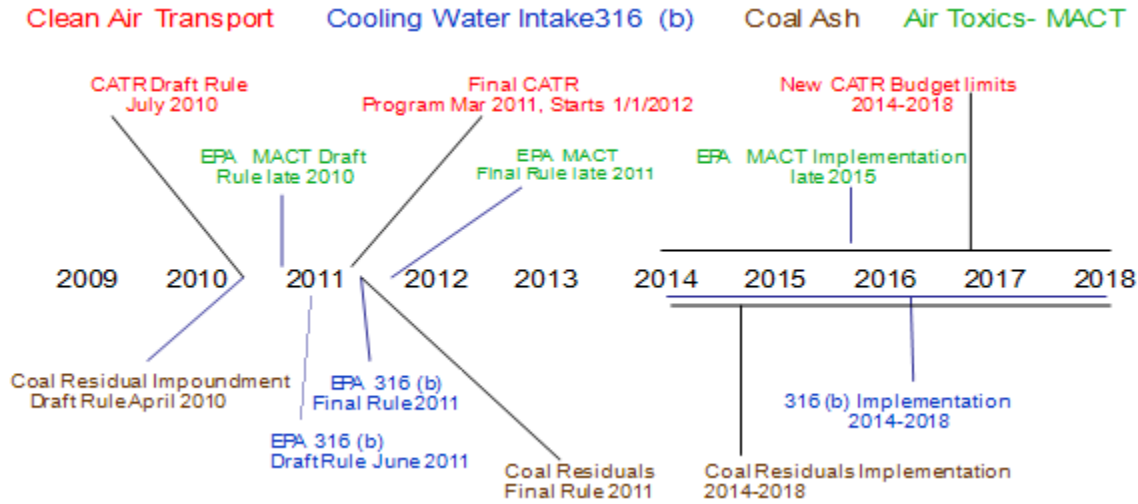 Clean Air Transport Cooling Water Intake316 (b) Coal Ash Air Toxics- MACT
CATR Draft Rule
July 2010
Final CATR
Program Mar 2011, Starts 1/1/2012
New CATR Budget limits
2014-2018
EPA MACT Draft
Rule late 2010
EPA MACT
Final Rule late 2011
EPA MACT Implementation
late 2015
2009 2010 2011 2012 2013 2014 2015 2016 2017 2018
Coal Residual Impoundment
Draft Rule April 2010
EPA 316 (b)
Final Rule 2011
EPA 316 (b)
Draft Rule June 2011
Coal Residuals
Final Rule 2011
316 (b) Implementation
2014-2018
Coal Residuals Implementation
2014-2018